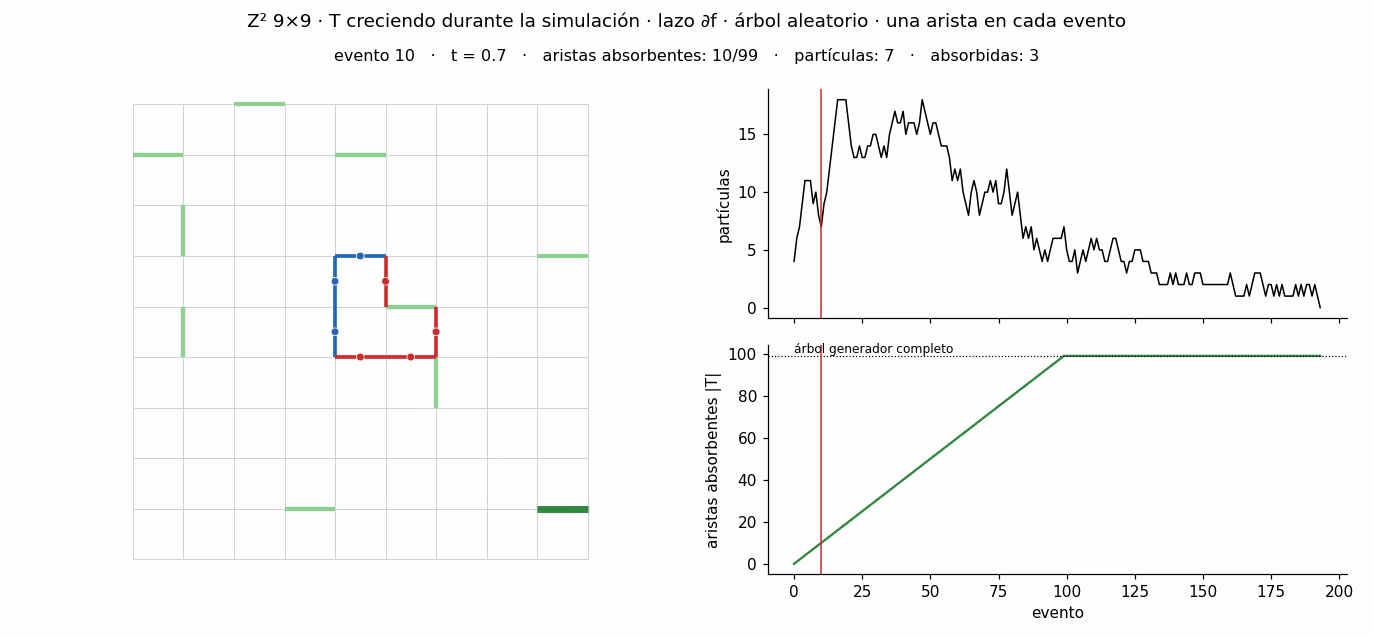 Z² 9×9 · T creciendo durante la simulación · lazo ∂f · árbol aleatorio · una arista en cada evento
evento 10 · t = 0.7 · aristas absorbentes: 10/99 · partículas: 7 · absorbidas: 3
partículas
15
10
5
0
aristas absorbentes |T|
árbol generador completo
100
80
60
40
20
0
0 25 50 75 100 125 150 175 200
evento